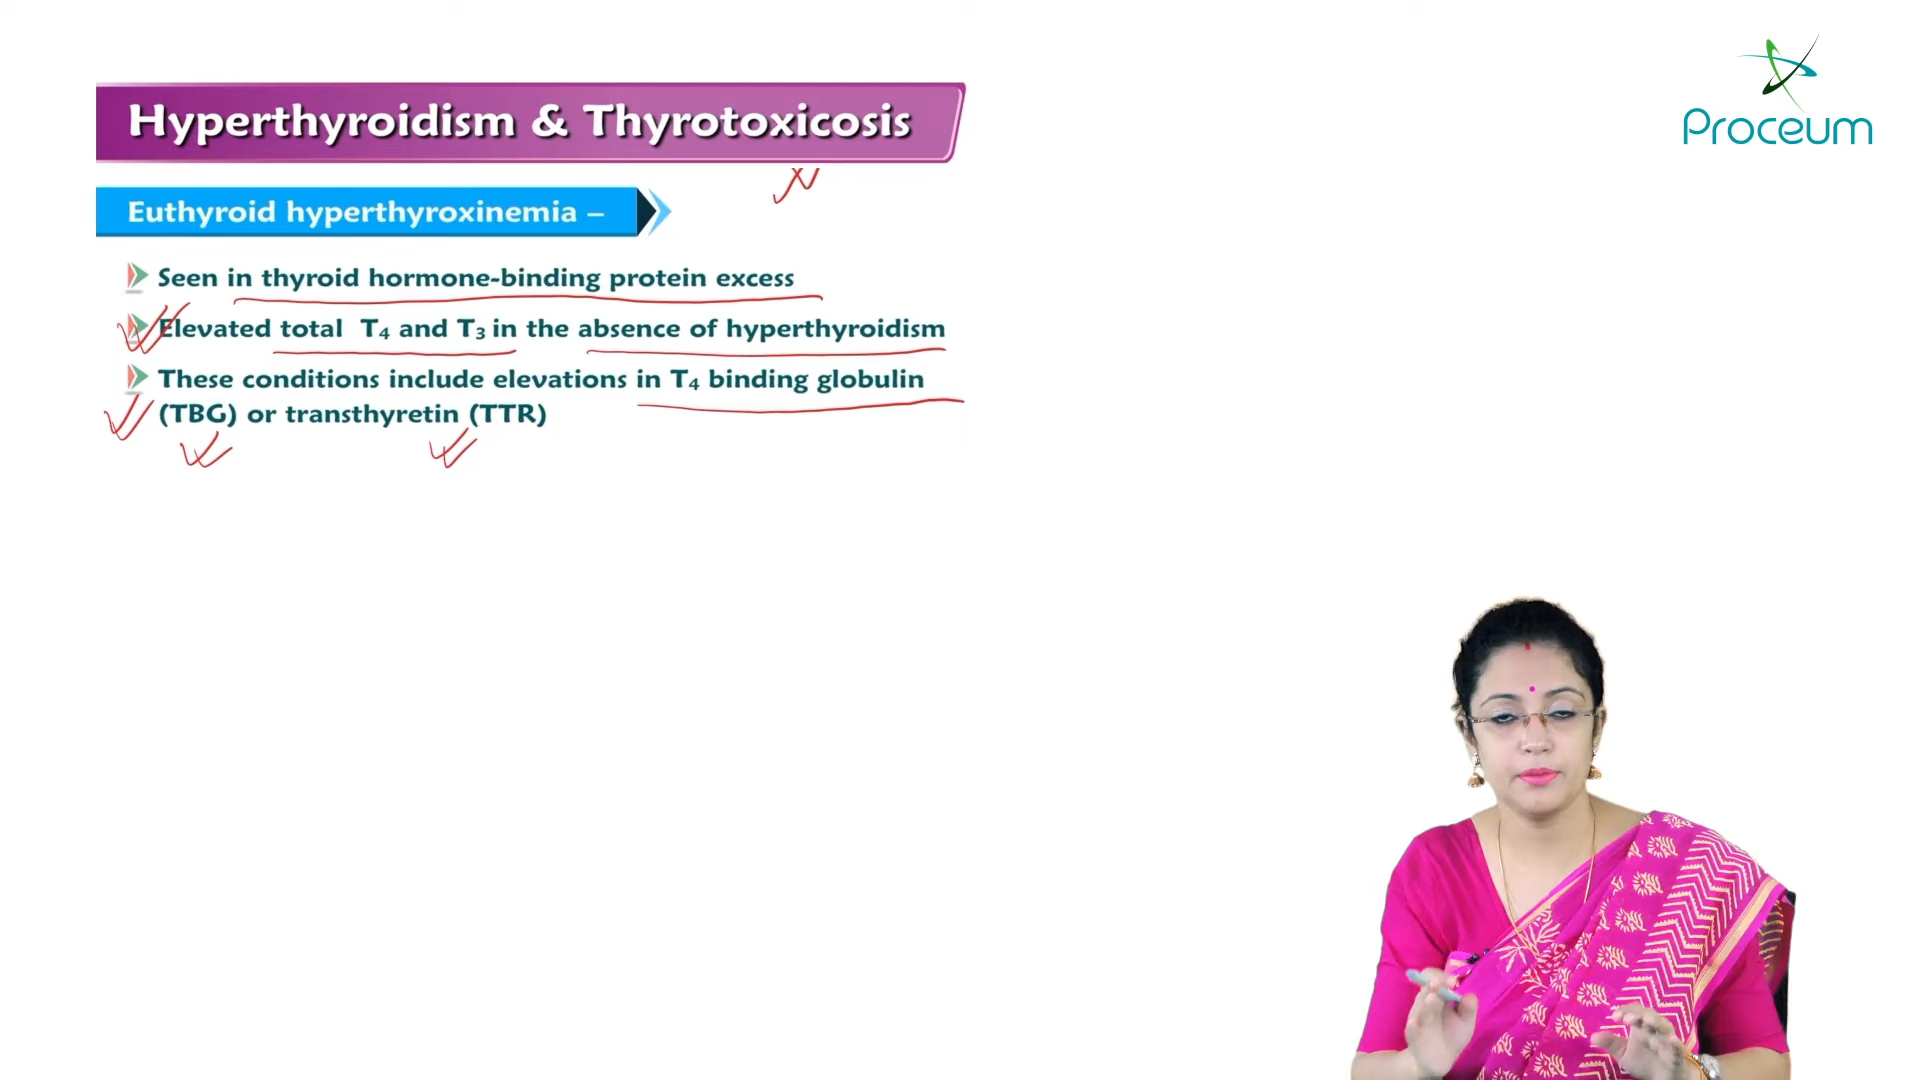 Proceum
Hyperthyroidism & Thyrotoxicosis
Euthyroid hyperthyroxinemia –
Seen in thyroid hormone-binding protein excess
Elevated total T₄ and T₃ in the absence of hyperthyroidism
These conditions include elevations in T₄ binding globulin
(TBG) or transthyretin (TTR)